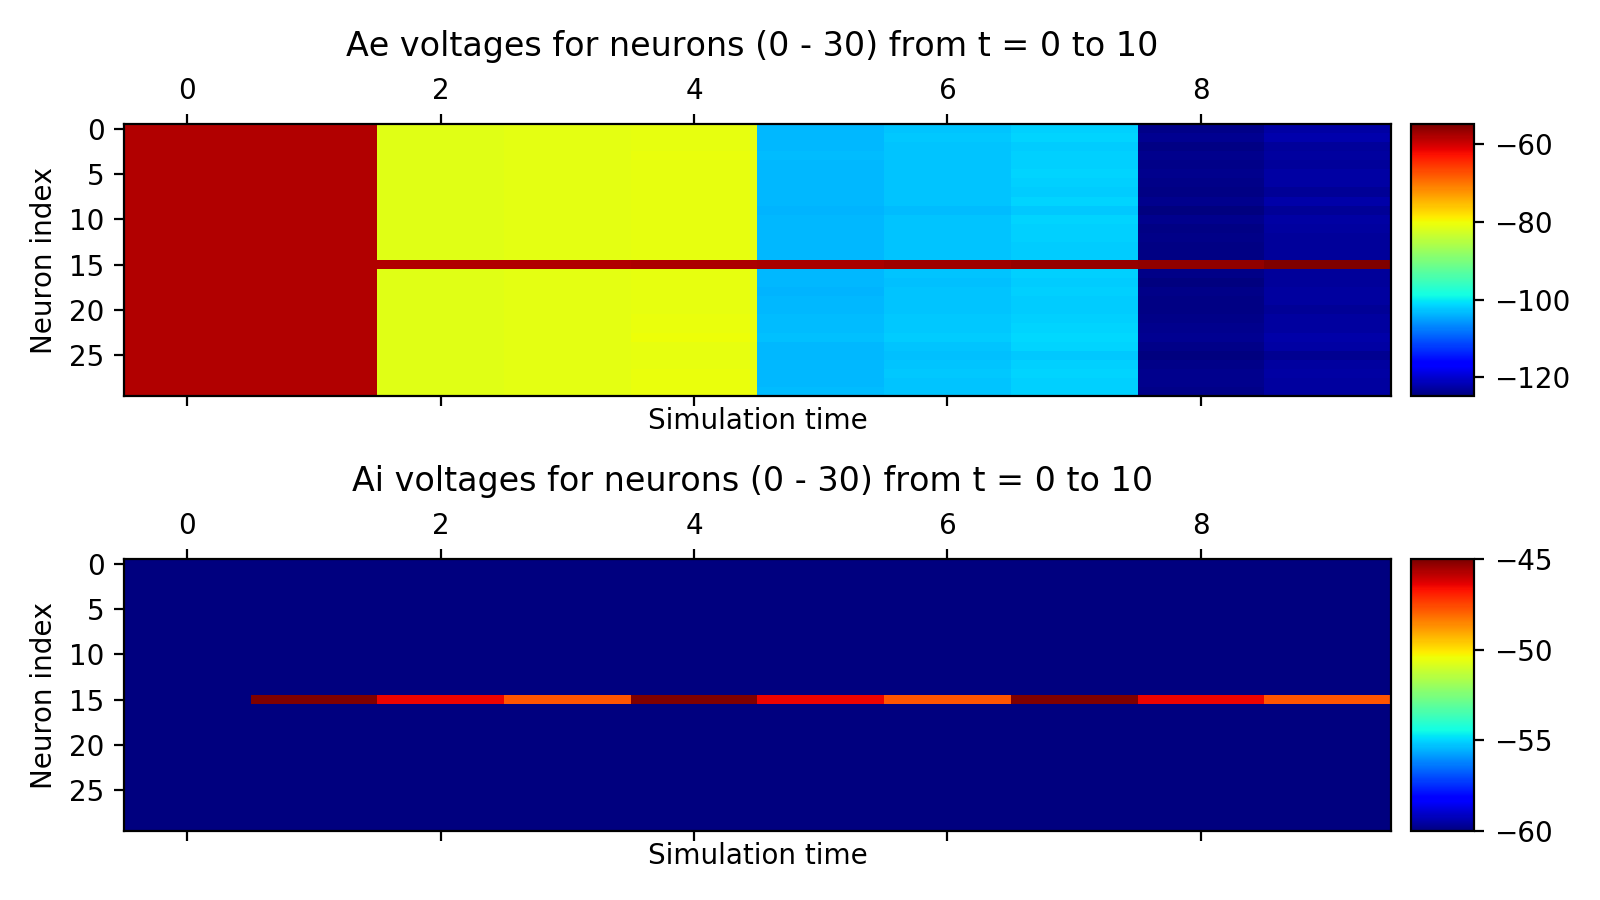 Ae voltages for neurons (0 - 30) from t = 0 to 10
0 2 4 6 8
Neuron index
0
5
10
15
20
25
−60
−80
−100
−120
Simulation time
Ai voltages for neurons (0 - 30) from t = 0 to 10
0 2 4 6 8
Neuron index
0
5
10
15
20
25
−45
−50
−55
−60
Simulation time